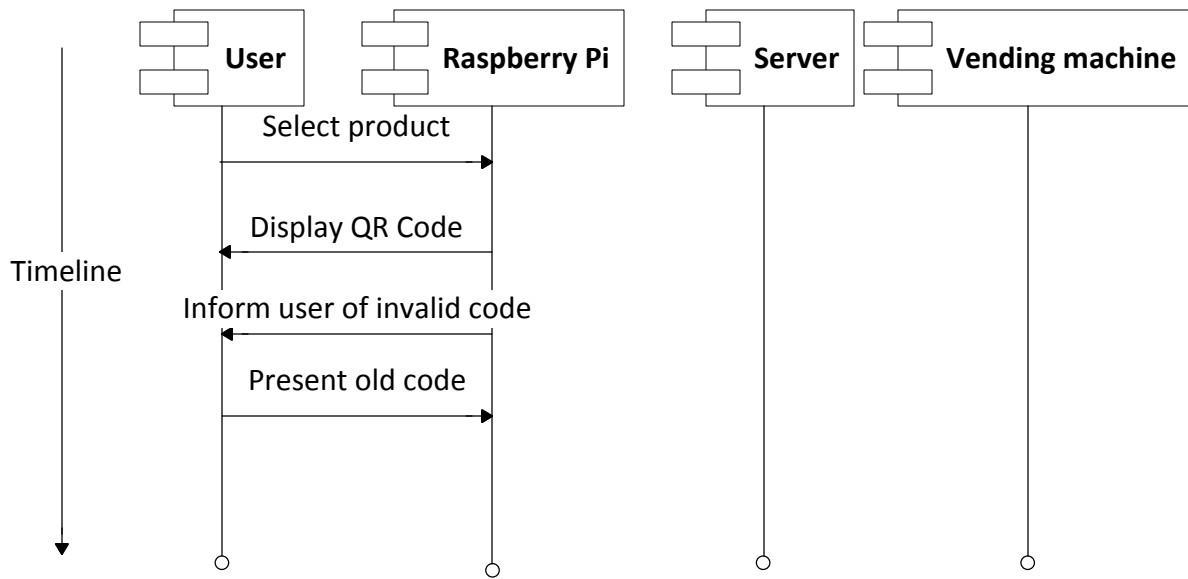 User
Raspberry Pi
Server
Vending machine
Select product
Display QR Code
Timeline
Inform user of invalid code
Present old code